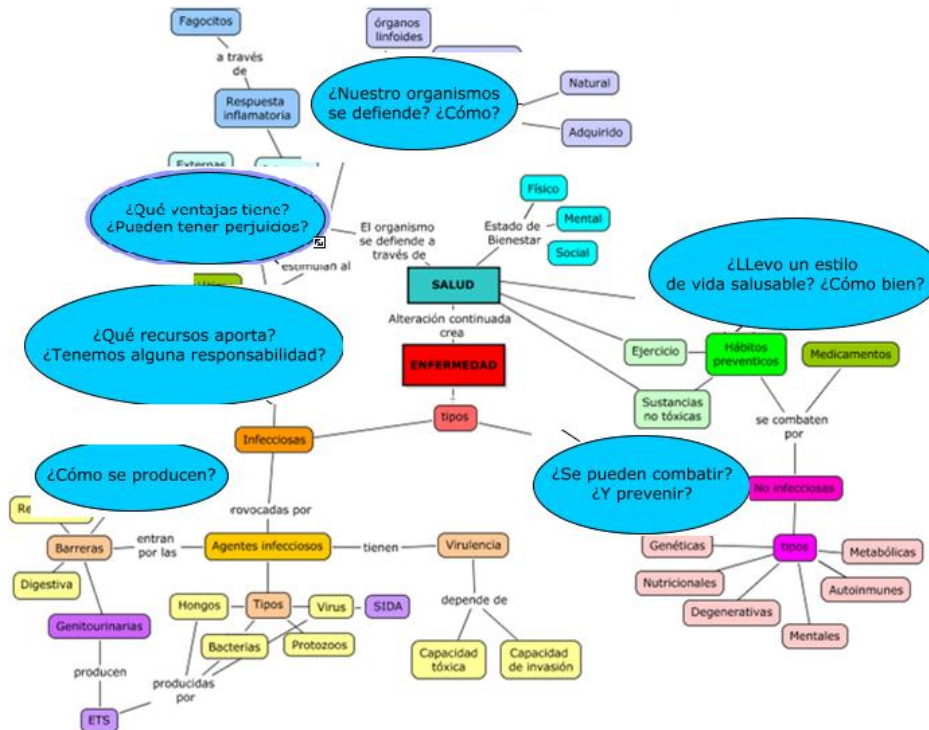 Fagocitos
órganos
linfoides
a través
de
¿Nuestro organismos
se defiende? ¿Cómo?
Natural
Respuesta
inflamatoria
Adquirido
Externas
¿Qué ventajas tiene?
¿Pueden tener perjuicios?
El organismo
se defiende a
través de
Físico
Estado de
Bienestar
Mental
Social
estimulan al
SALUD
¿LLevo un estilo
de vida salusable? ¿Cómo bien?
Alteración continuada
crea
¿Qué recursos aporta?
¿Tenemos alguna responsabilidad?
ENFERMEDAD
Ejercicio
Hábitos
preventicos
Medicamentos
Sustancias
no tóxicas
se combaten
por
tipos
Infecciosas
¿Cómo se producen?
¿Se pueden combatir?
¿Y prevenir?
No infecciosas
Re
rovocadas por
Barreras
entran
por las
Agentes infecciosos
tienen
Virulencia
Genéticas
tipos
Metabólicas
Digestiva
Nutricionales
Autoinmunes
Degenerativas
Mentales
Hongos
Tipos
Virus
SIDA
depende de
Genitourinarias
Bacterias
Protozoos
Capacidad
tóxica
Capacidad
de invasión
producen
producidas
por
ETS